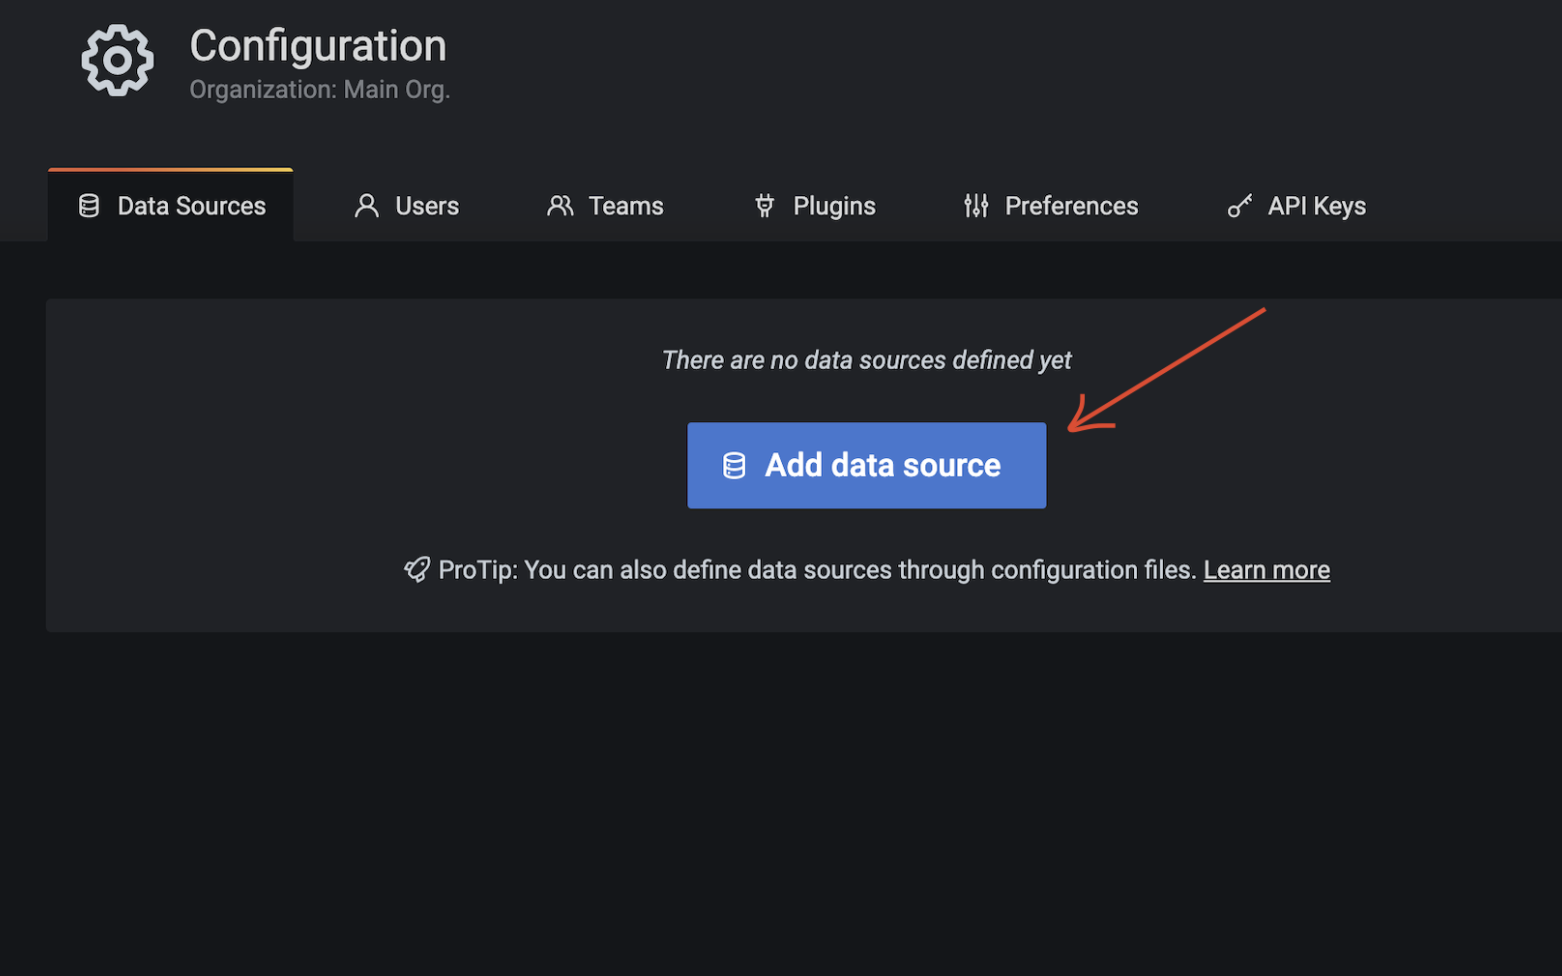 Configuration
Organization: Main Org.
Data Sources Users Teams Plugins Preferences API Keys
There are no data sources defined yet
Add data source
ProTip: You can also define data sources through configuration files. Learn more